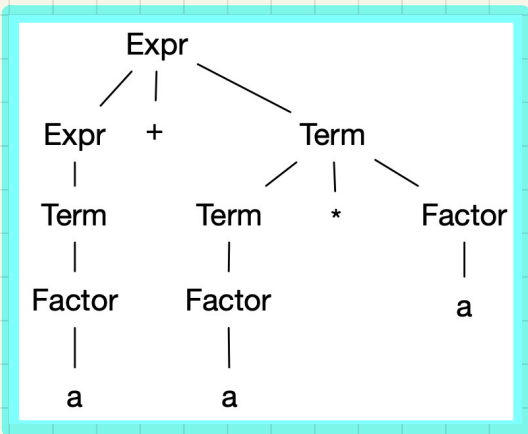 Expr
Expr + Term
Term Term * Factor
Factor Factor a
a a